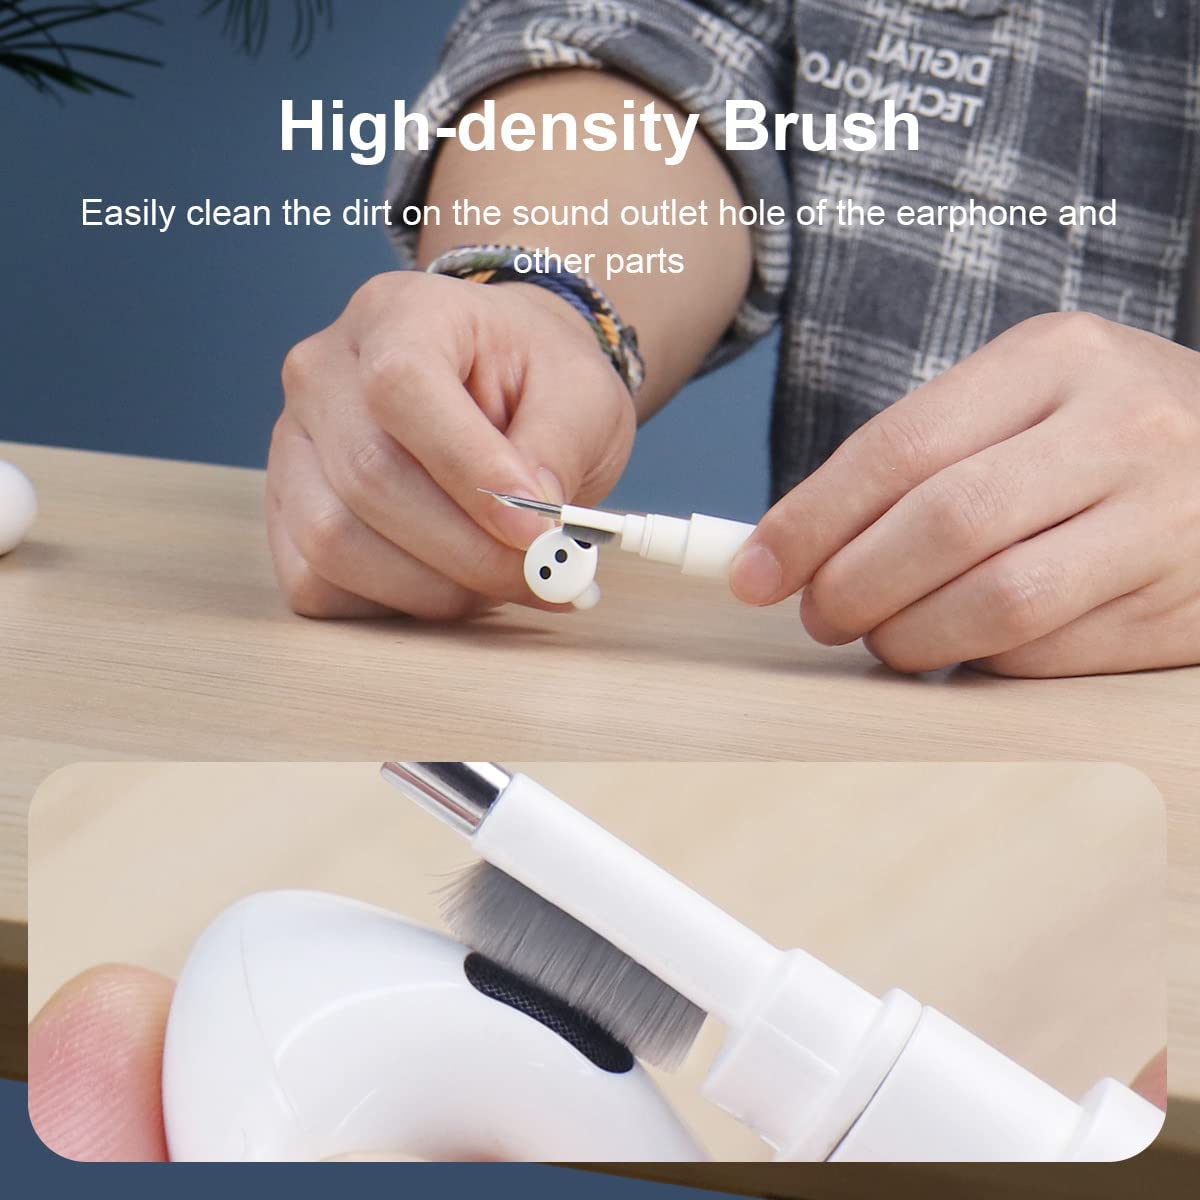 DIGITAL
TECHNOLO
High-density Brush
Easily clean the dirt on the sound outlet hole of the earphone and
other parts